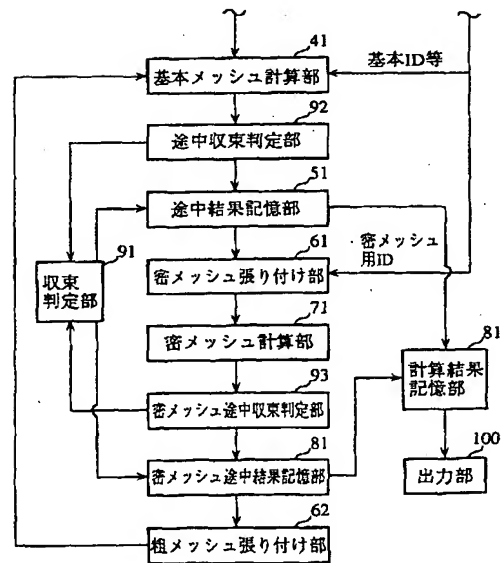 41
基本メッシュ計算部
基本ID等
92
途中収束判定部
51
途中結果記憶部
91
収束
判定部
61
密メッシュ
用ID
密メッシュ張り付け部
71
密メッシュ計算部
81
計算結果
記憶部
93
密メッシュ途中収束判定部
81
密メッシュ途中結果記憶部
100
出力部
62
粗メッシュ張り付け部